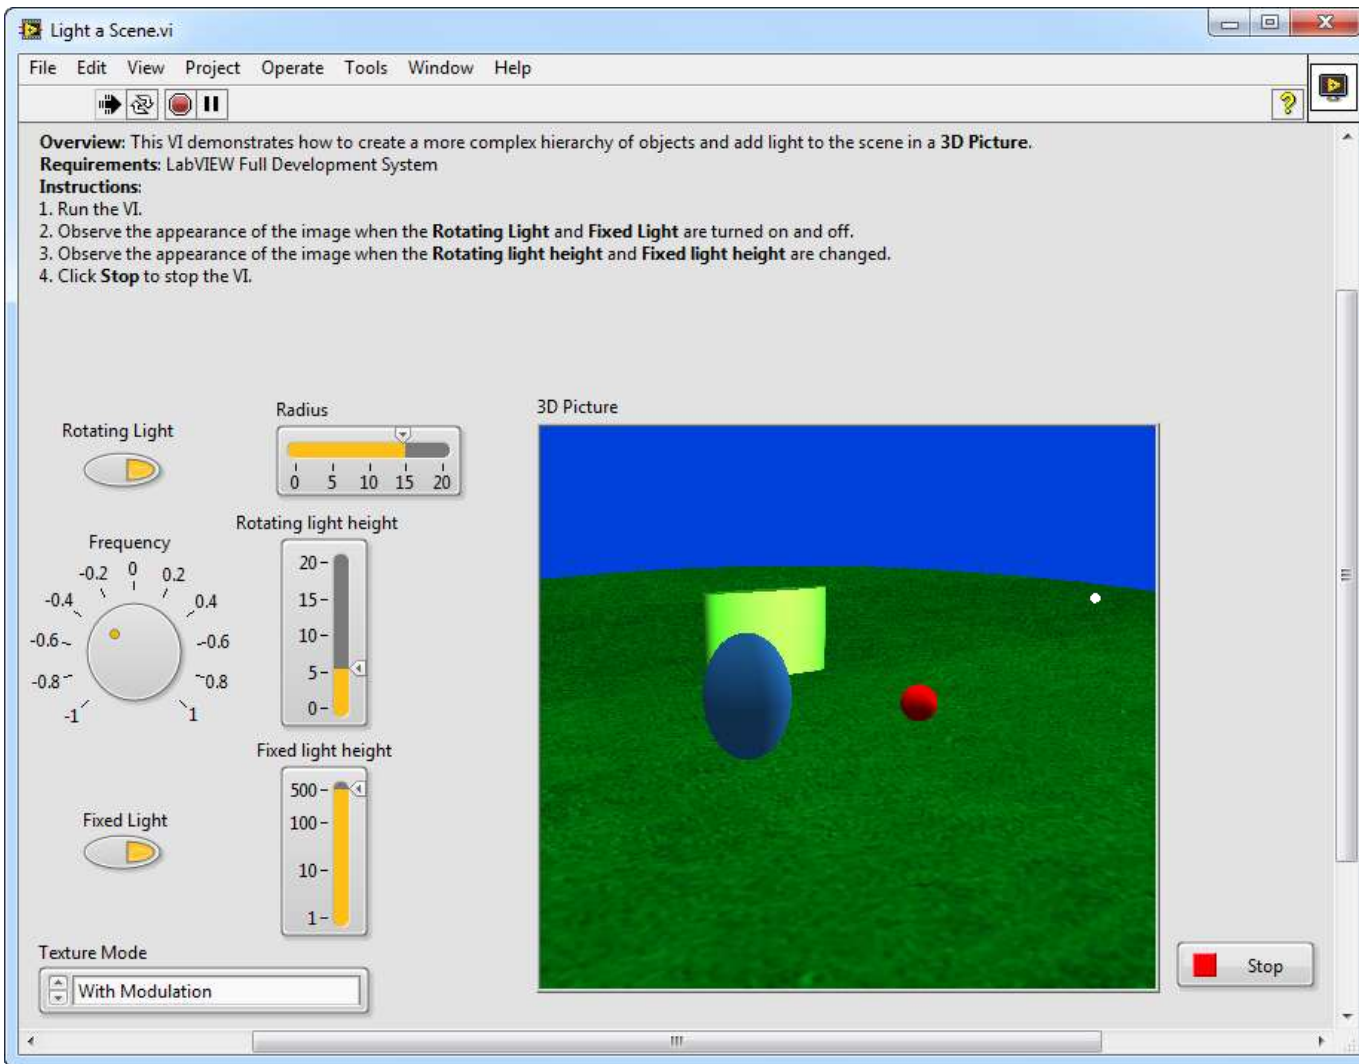 Light a Scene.vi
File Edit View Project Operate Tools Window Help
Overview: This VI demonstrates how to create a more complex hierarchy of objects and add light to the scene in a 3D Picture.
Requirements: LabVIEW Full Development System
Instructions:
1. Run the VI.
2. Observe the appearance of the image when the Rotating Light and Fixed Light are turned on and off.
3. Observe the appearance of the image when the Rotating light height and Fixed light height are changed.
4. Click Stop to stop the VI.
Rotating Light
Radius
0 5 10 15 20
3D Picture
Frequency
-0.2 0 0.2
-0.4 0.4
-0.6 0.6
-0.8 0.8
-1 1
Rotating light height
20
15
10
5
0
Fixed light height
500
100
10
1
Fixed Light
Texture Mode
With Modulation
Stop